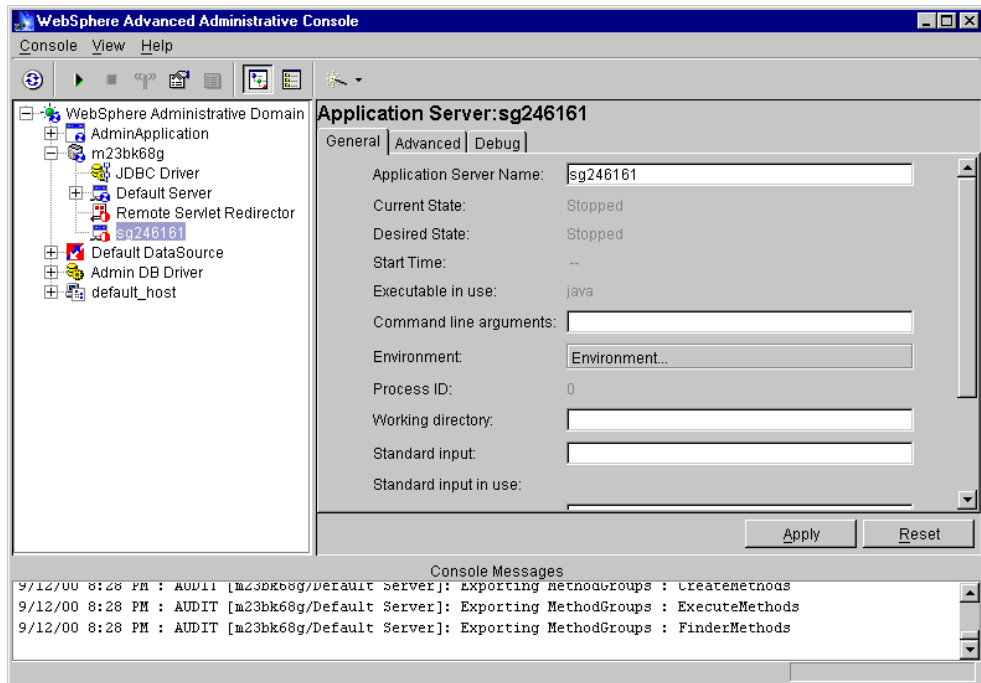 WebSphere Advanced Administrative Console
Console View Help
WebSphere Administrative Domain
AdminApplication
m23bk68g
JDBC Driver
Default Server
Remote Servlet Redirector
sg246161
Default DataSource
Admin DB Driver
default_host
Application Server:sg246161
General Advanced Debug
Application Server Name: sg246161
Current State: Stopped
Desired State: Stopped
Start Time: --
Executable in use: java
Command line arguments:
Environment: Environment...
Process ID: 0
Working directory:
Standard input:
Standard input in use:
Apply Reset
Console Messages
9/12/00 8:28 PM : AUDIT [m23bk68g/Default Server]: Exporting MethodGroups : CreateMethods
9/12/00 8:28 PM : AUDIT [m23bk68g/Default Server]: Exporting MethodGroups : ExecuteMethods
9/12/00 8:28 PM : AUDIT [m23bk68g/Default Server]: Exporting MethodGroups : FinderMethods